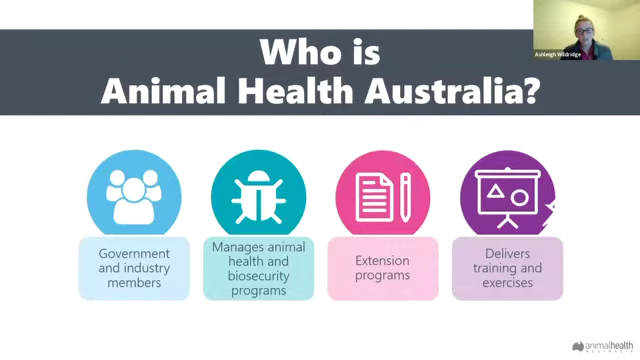 Who is
Animal Health Australia?
Ashleigh Wildridge
Government
and industry
members
Manages animal
health and
biosecurity
programs
Extension
programs
Delivers
training and
exercises
animalhealth
AUSTRALIA